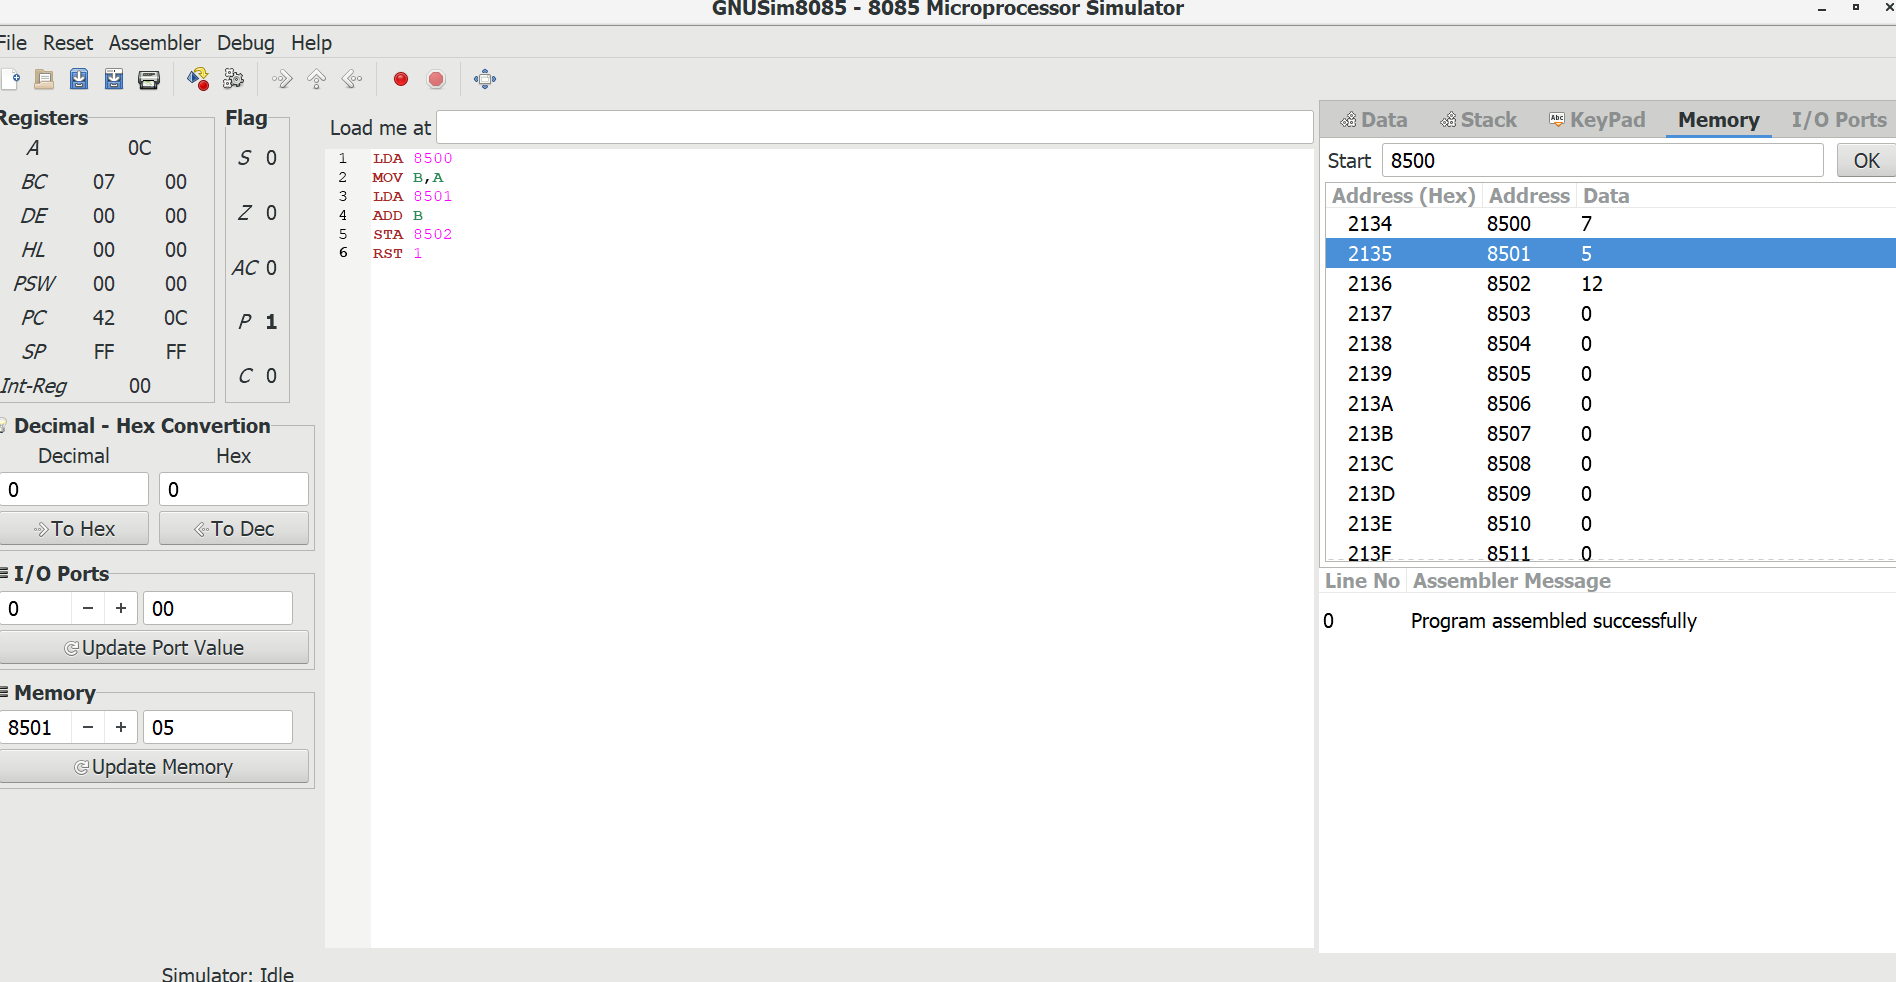 GNUSim8085 - 8085 Microprocessor Simulator
File Reset Assembler Debug Help
Registers
A 0C
BC 07 00
DE 00 00
HL 00 00
PSW 00 00
PC 42 0C
SP FF FF
Int-Reg 00
Flag
S 0
Z 0
AC 0
P 1
C 0
Decimal - Hex Convertion
Decimal Hex
0 0
To Hex To Dec
I/O Ports
0 − + 00
Update Port Value
Memory
8501 − + 05
Update Memory
Load me at
1 LDA 8500
2 MOV B,A
3 LDA 8501
4 ADD B
5 STA 8502
6 RST 1
Data Stack Abc KeyPad Memory I/O Ports
Start 8500 OK
Address (Hex) Address Data
2134 8500 7
2135 8501 5
2136 8502 12
2137 8503 0
2138 8504 0
2139 8505 0
213A 8506 0
213B 8507 0
213C 8508 0
213D 8509 0
213E 8510 0
213F 8511 0
Line No Assembler Message
0 Program assembled successfully
Simulator: Idle